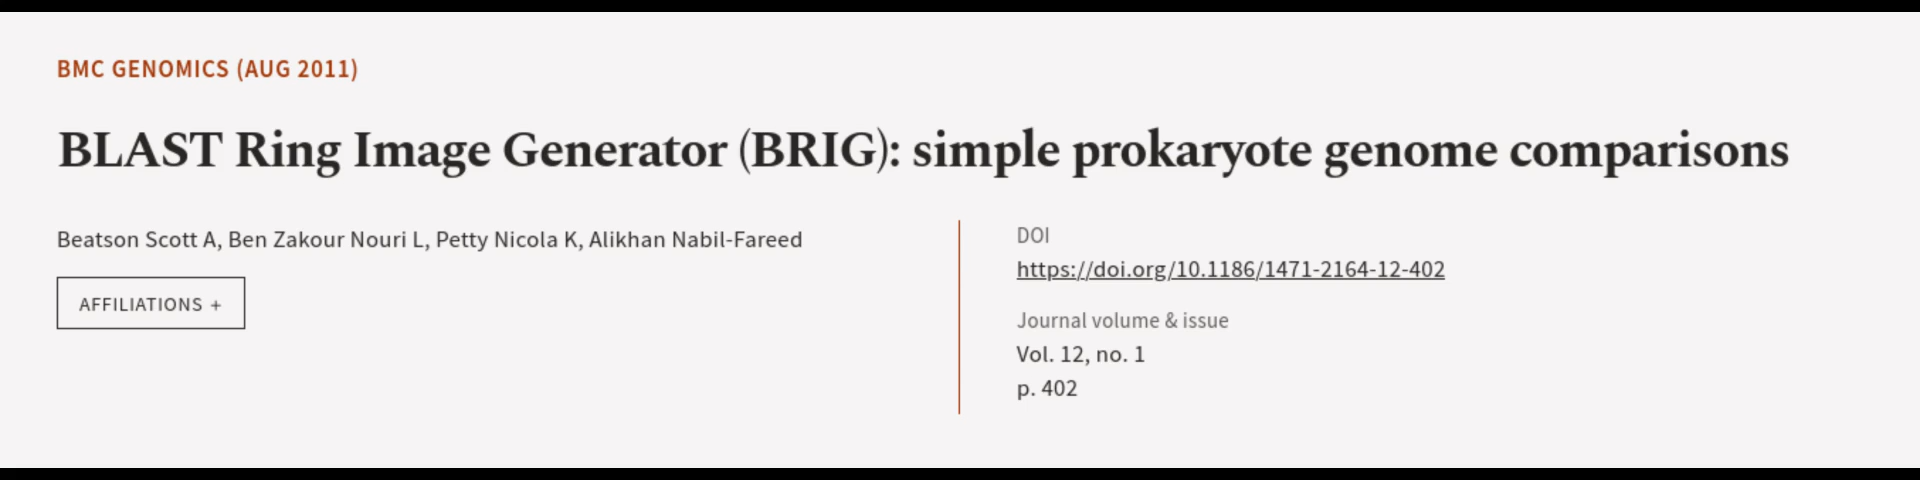 BMC GENOMICS (AUG 2011)
BLAST Ring Image Generator (BRIG): simple prokaryote genome comparisons
Beatson Scott A, Ben Zakour Nouri L, Petty Nicola K, Alikhan Nabil-Fareed
AFFILIATIONS +
DOI
https://doi.org/10.1186/1471-2164-12-402
Journal volume & issue
Vol. 12, no. 1
p. 402